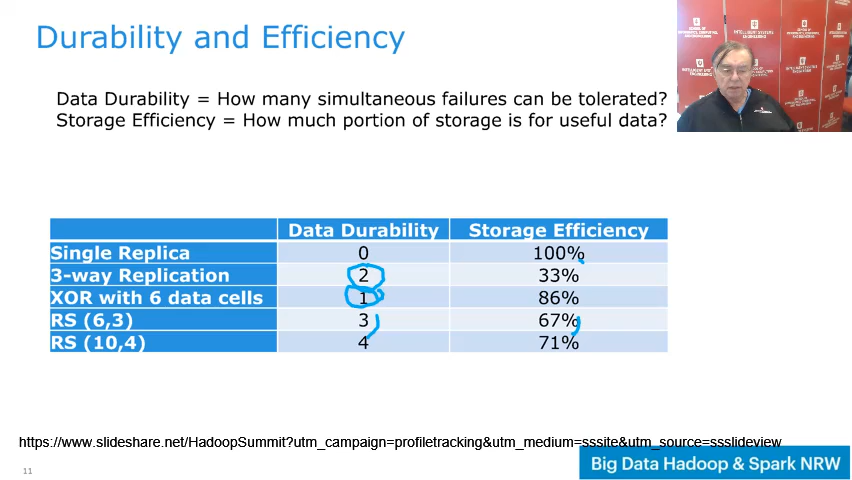 Durability and Efficiency
Data Durability = How many simultaneous failures can be tolerated?
Storage Efficiency = How much portion of storage is for useful data?
Data Durability Storage Efficiency
Single Replica 0 100%
3-way Replication 2 33%
XOR with 6 data cells 1 86%
RS (6,3) 3 67%
RS (10,4) 4 71%
https://www.slideshare.net/HadoopSummit?utm_campaign=profiletracking&utm_medium=sssite&utm_source=ssslideview
11
Big Data Hadoop & Spark NRW